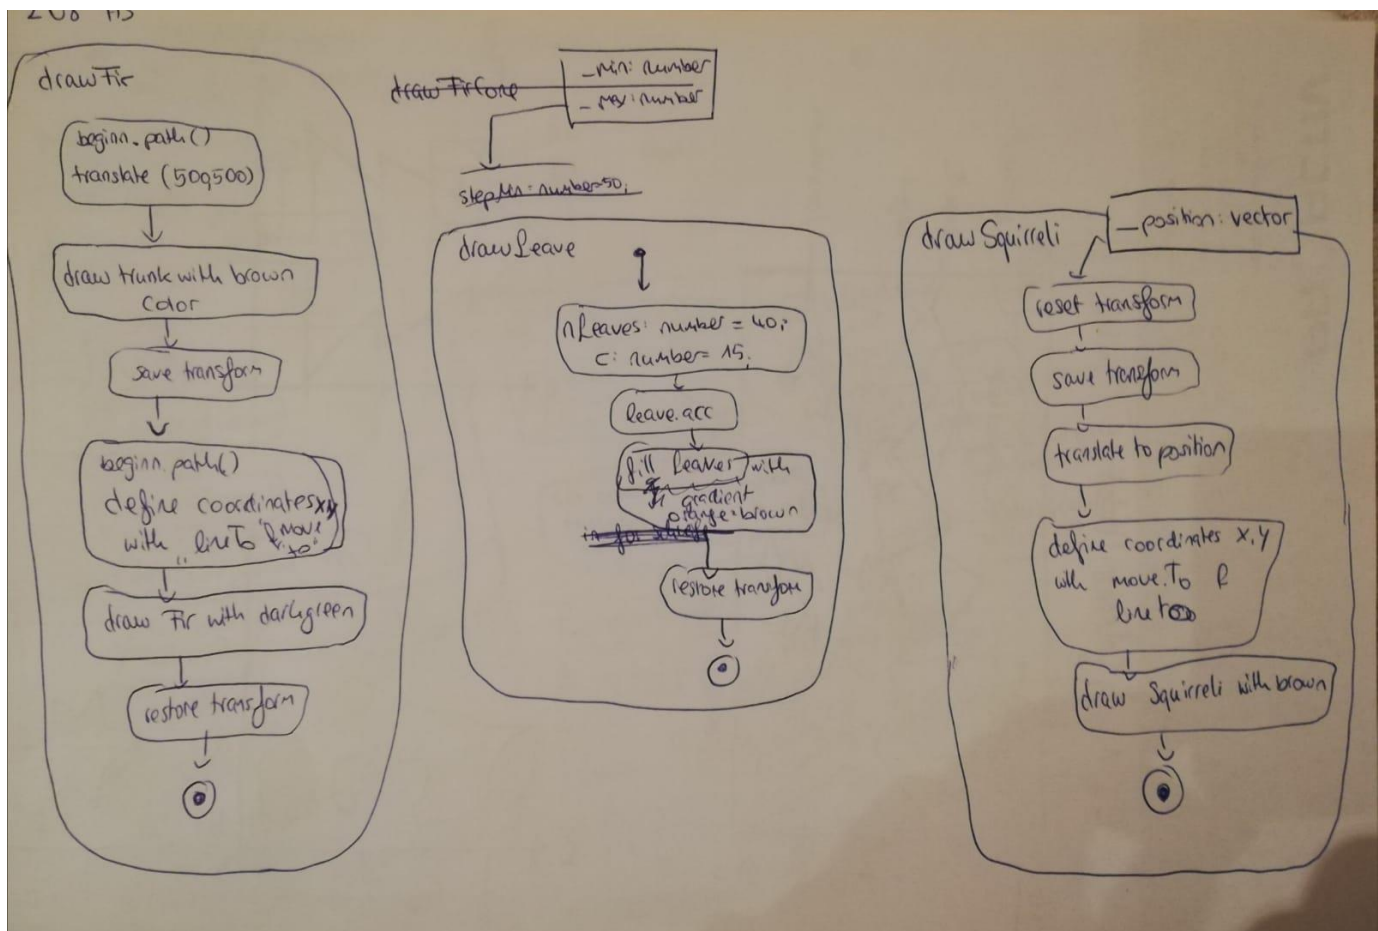 drawFir
beginn.path()
translate (500,500)
draw trunk with brown
color
save transform
beginn.path()
define coordinates x,y
with "lineTo" & "move
to"
draw Fir with darkgreen
restore transform
drawFirCone
_min: number
_max: number
stepMin: number=50;
drawLeave
nLeaves: number = 40;
c: number = 15;
leave.arc
fill leaves with
gradient
orange-brown
restore transform
drawSquirreli
_position: vector
reset transform
save transform
translate to position
define coordinates x,y
with move.To &
lineTo
draw Squirreli with brown